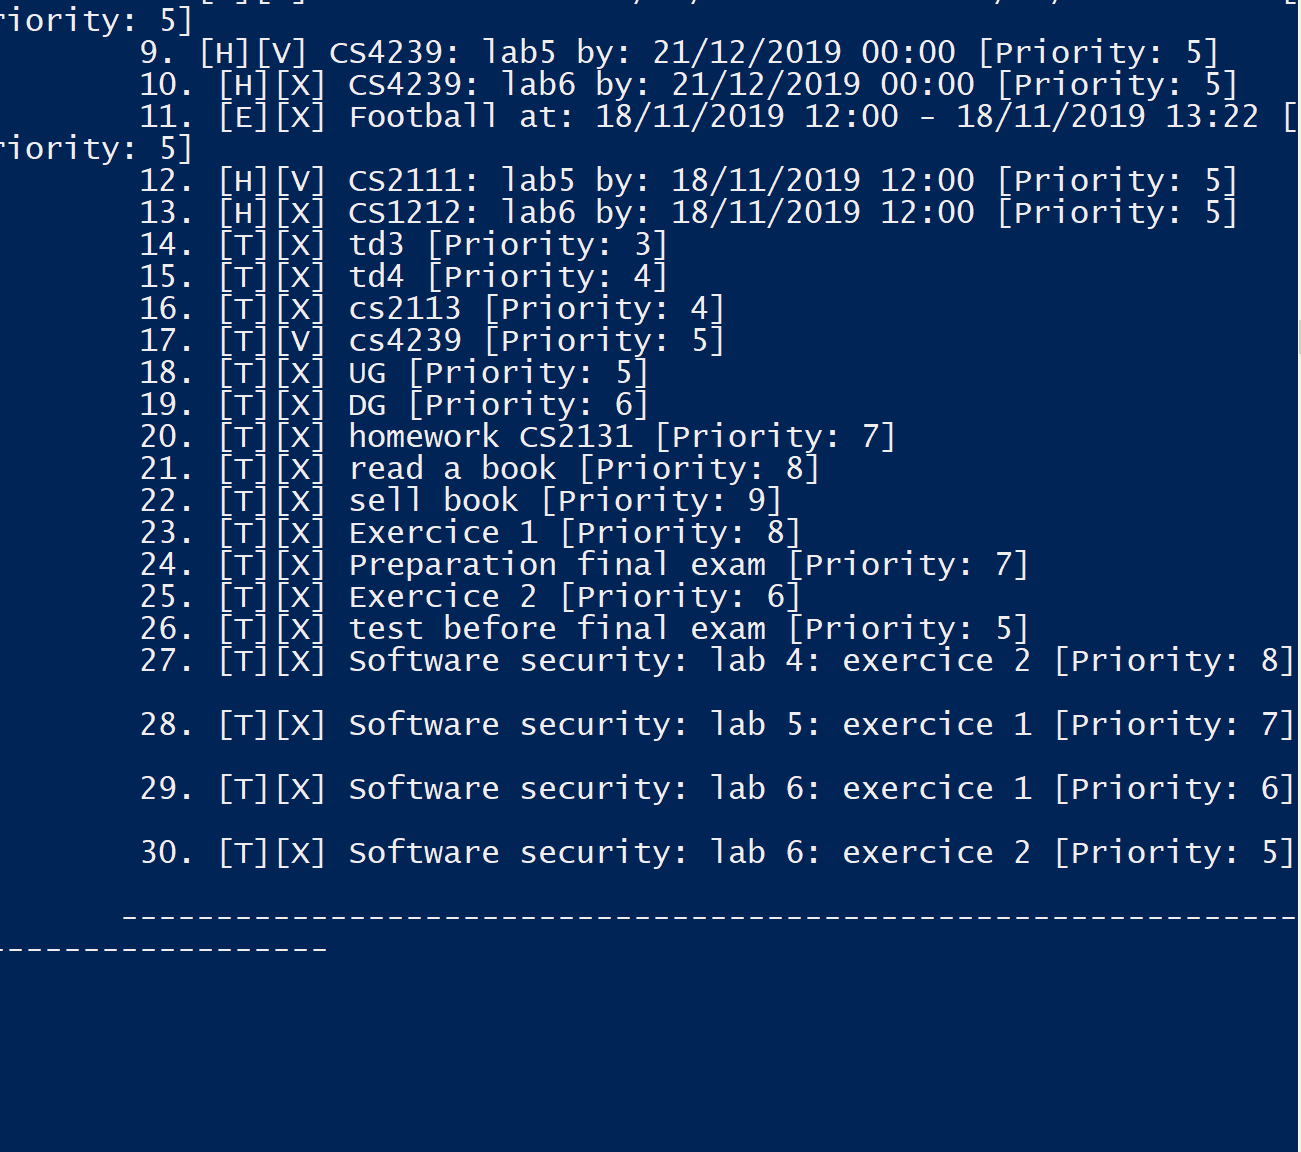 riority: 5]
9. [H][V] CS4239: lab5 by: 21/12/2019 00:00 [Priority: 5]
10. [H][X] CS4239: lab6 by: 21/12/2019 00:00 [Priority: 5]
11. [E][X] Football at: 18/11/2019 12:00 - 18/11/2019 13:22 [
riority: 5]
12. [H][V] CS2111: lab5 by: 18/11/2019 12:00 [Priority: 5]
13. [H][X] CS1212: lab6 by: 18/11/2019 12:00 [Priority: 5]
14. [T][X] td3 [Priority: 3]
15. [T][X] td4 [Priority: 4]
16. [T][X] cs2113 [Priority: 4]
17. [T][V] cs4239 [Priority: 5]
18. [T][X] UG [Priority: 5]
19. [T][X] DG [Priority: 6]
20. [T][X] homework CS2131 [Priority: 7]
21. [T][X] read a book [Priority: 8]
22. [T][X] sell book [Priority: 9]
23. [T][X] Exercice 1 [Priority: 8]
24. [T][X] Preparation final exam [Priority: 7]
25. [T][X] Exercice 2 [Priority: 6]
26. [T][X] test before final exam [Priority: 5]
27. [T][X] Software security: lab 4: exercice 2 [Priority: 8]
28. [T][X] Software security: lab 5: exercice 1 [Priority: 7]
29. [T][X] Software security: lab 6: exercice 1 [Priority: 6]
30. [T][X] Software security: lab 6: exercice 2 [Priority: 5]
--------------------------------------------------------------
-----------------